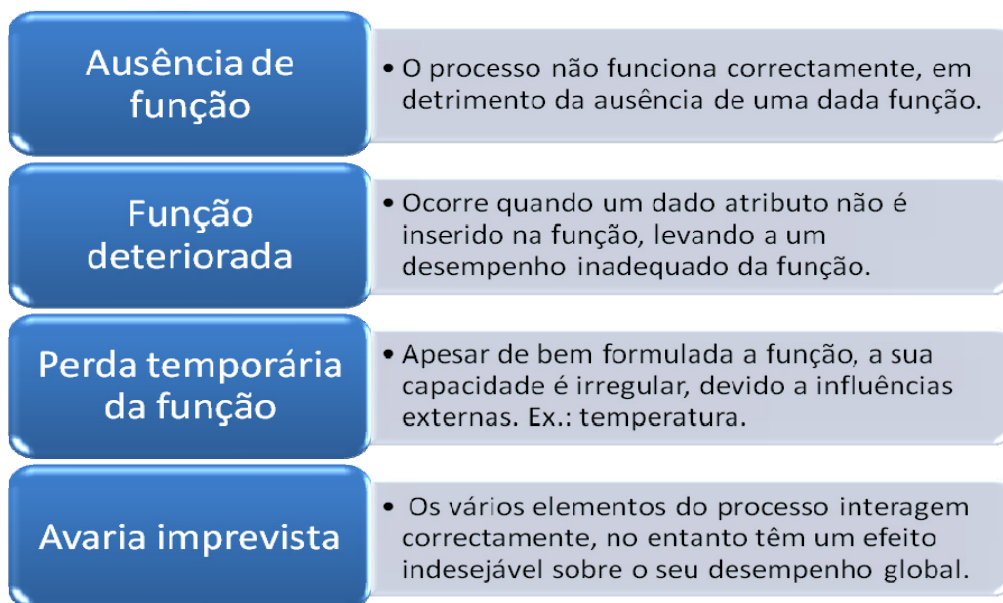 Ausência de
função
• O processo não funciona correctamente, em
detrimento da ausência de uma dada função.
Função
deteriorada
• Ocorre quando um dado atributo não é
inserido na função, levando a um
desempenho inadequado da função.
Perda temporária
da função
• Apesar de bem formulada a função, a sua
capacidade é irregular, devido a influências
externas. Ex.: temperatura.
Avaria imprevista
• Os vários elementos do processo interagem
correctamente, no entanto têm um efeito
indesejável sobre o seu desempenho global.